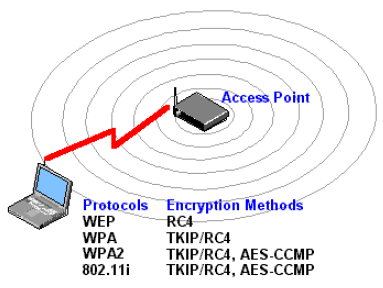 Access Point
Protocols Encryption Methods
WEP RC4
WPA TKIP/RC4
WPA2 TKIP/RC4, AES-CCMP
802.11i TKIP/RC4, AES-CCMP